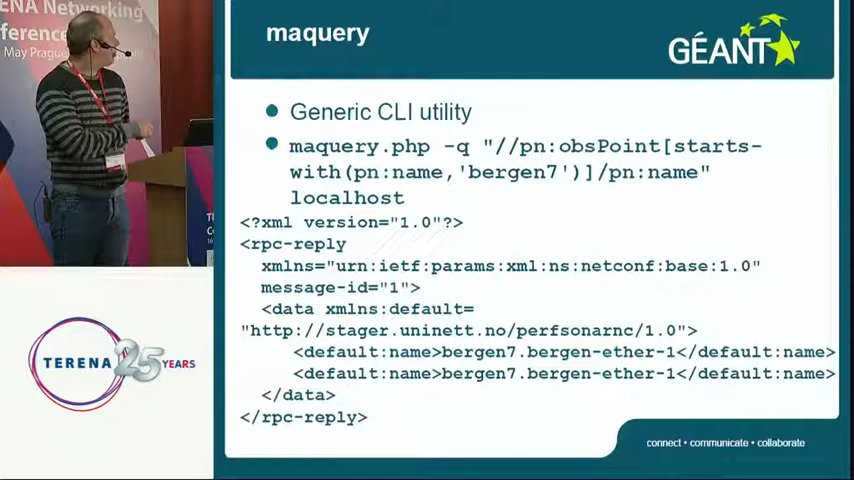 ENA Networking
nference
May Prague
maquery
GÉANT
Generic CLI utility
maquery.php -q "//pn:obsPoint[starts-
with(pn:name,'bergen7')]/pn:name"
localhost
<?xml version="1.0"?>
<rpc-reply
xmlns="urn:ietf:params:xml:ns:netconf:base:1.0"
message-id="1">
<data xmlns:default=
"http://stager.uninett.no/perfsonarnc/1.0">
<default:name>bergen7.bergen-ether-1</default:name>
<default:name>bergen7.bergen-ether-1</default:name>
</data>
</rpc-reply>
TERENA 25 YEARS
connect • communicate • collaborate